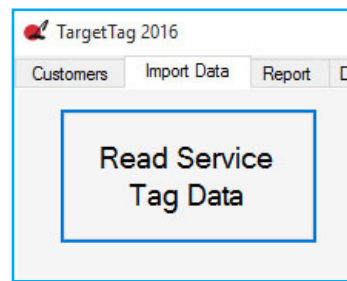 TargetTag 2016
Customers Import Data Report
Read Service
Tag Data